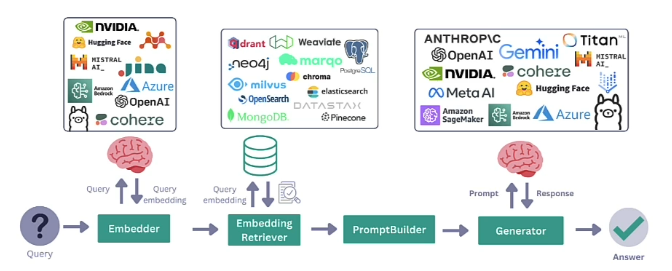 NVIDIA.
Hugging Face
MISTRAL
AI_
Jina
Amazon
Bedrock
Azure
OpenAI
cohere
qdrant
Weaviate
PostgreSQL
neo4j
marqo
chroma
milvus
elasticsearch
OpenSearch
DATASTAX
MongoDB.
Pinecone
ANTHROP\C
Gemini
Titan
OpenAI
MISTRAL
AI_
NVIDIA.
cohere
Meta AI
Hugging Face
Amazon
SageMaker
Amazon
Bedrock
Azure
Query
Query
embedding
Query
embedding
Prompt
Response
?
Query
Embedder
Embedding
Retriever
PromptBuilder
Generator
Answer